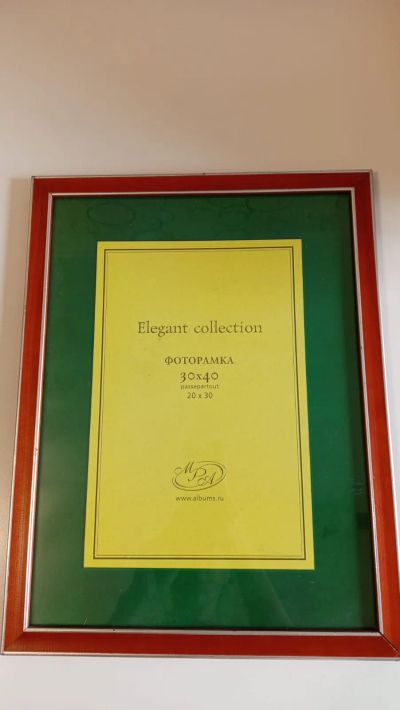 Elegant collection
ФОТОРАМКА
30x40
passepartout
20 x 30
MPA
www.albums.ru